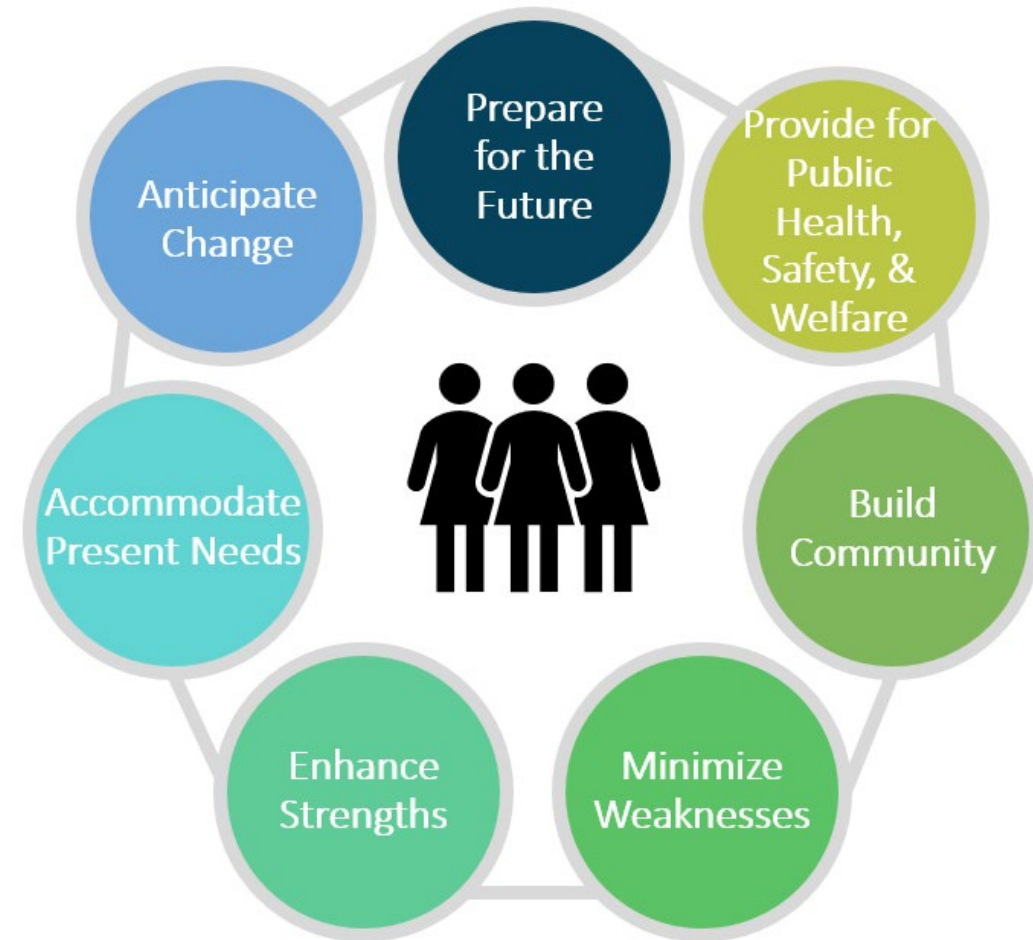 Prepare
for the
Future
Provide for
Public
Health,
Safety, &
Welfare
Build
Community
Minimize
Weaknesses
Enhance
Strengths
Accommodate
Present Needs
Anticipate
Change